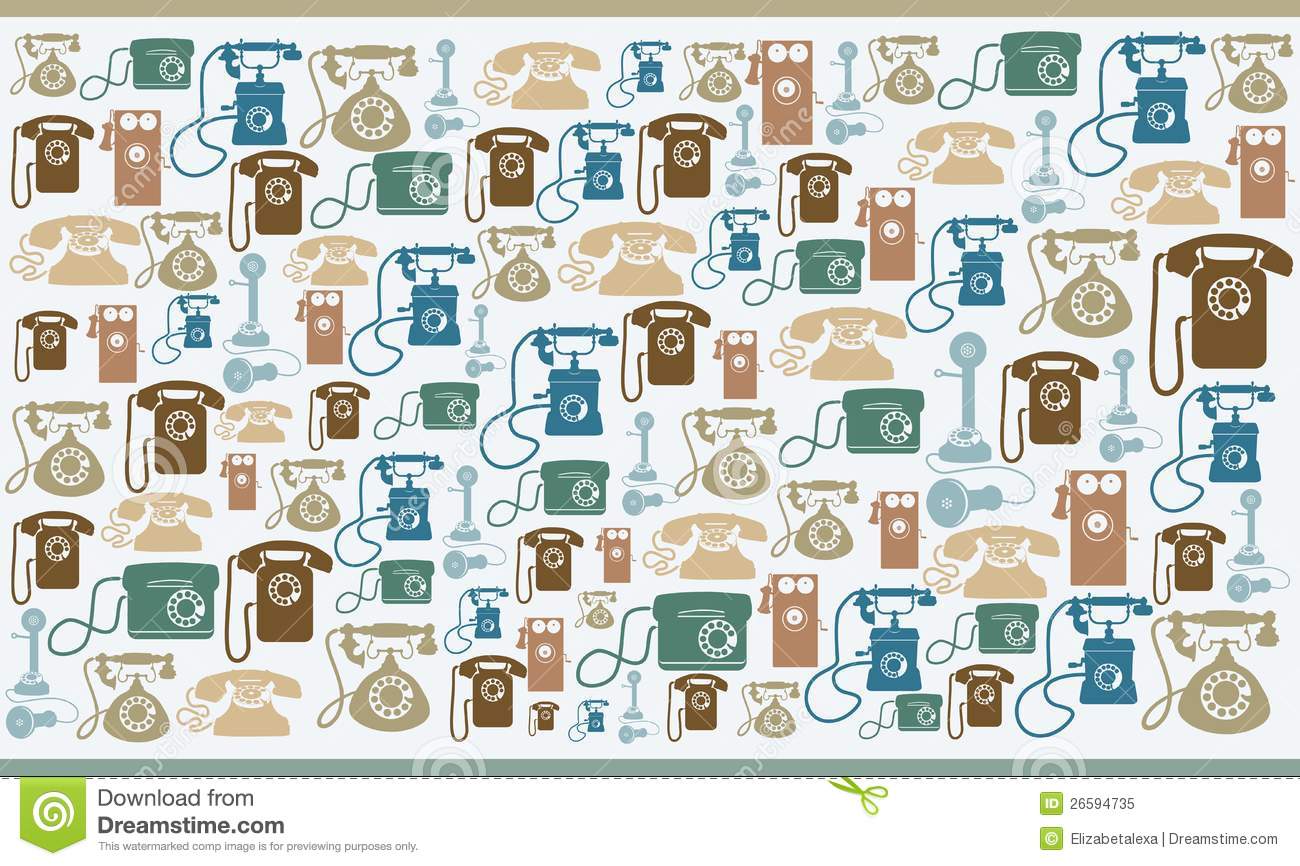 Download from
Dreamstime.com
This watermarked comp image is for previewing purposes only.
ID 26594735
© Elizabetalexa | Dreamstime.com